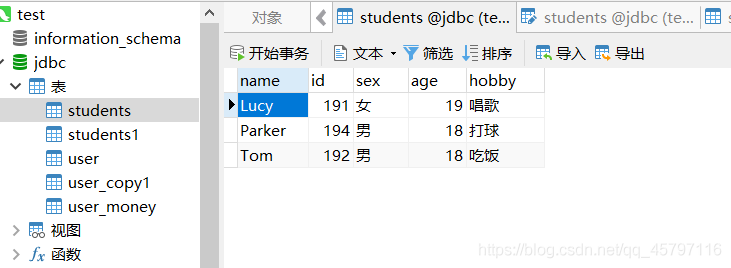 test
information_schema
jdbc
表
students
students1
user
user_copy1
user_money
视图
函数
对象 students @jdbc (te... students @jdbc (te...
开始事务 文本 筛选 排序 导入 导出
name id sex age hobby
Lucy 191 女 19 唱歌
Parker 194 男 18 打球
Tom 192 男 18 吃饭
https://blog.csdn.net/qq_45797116